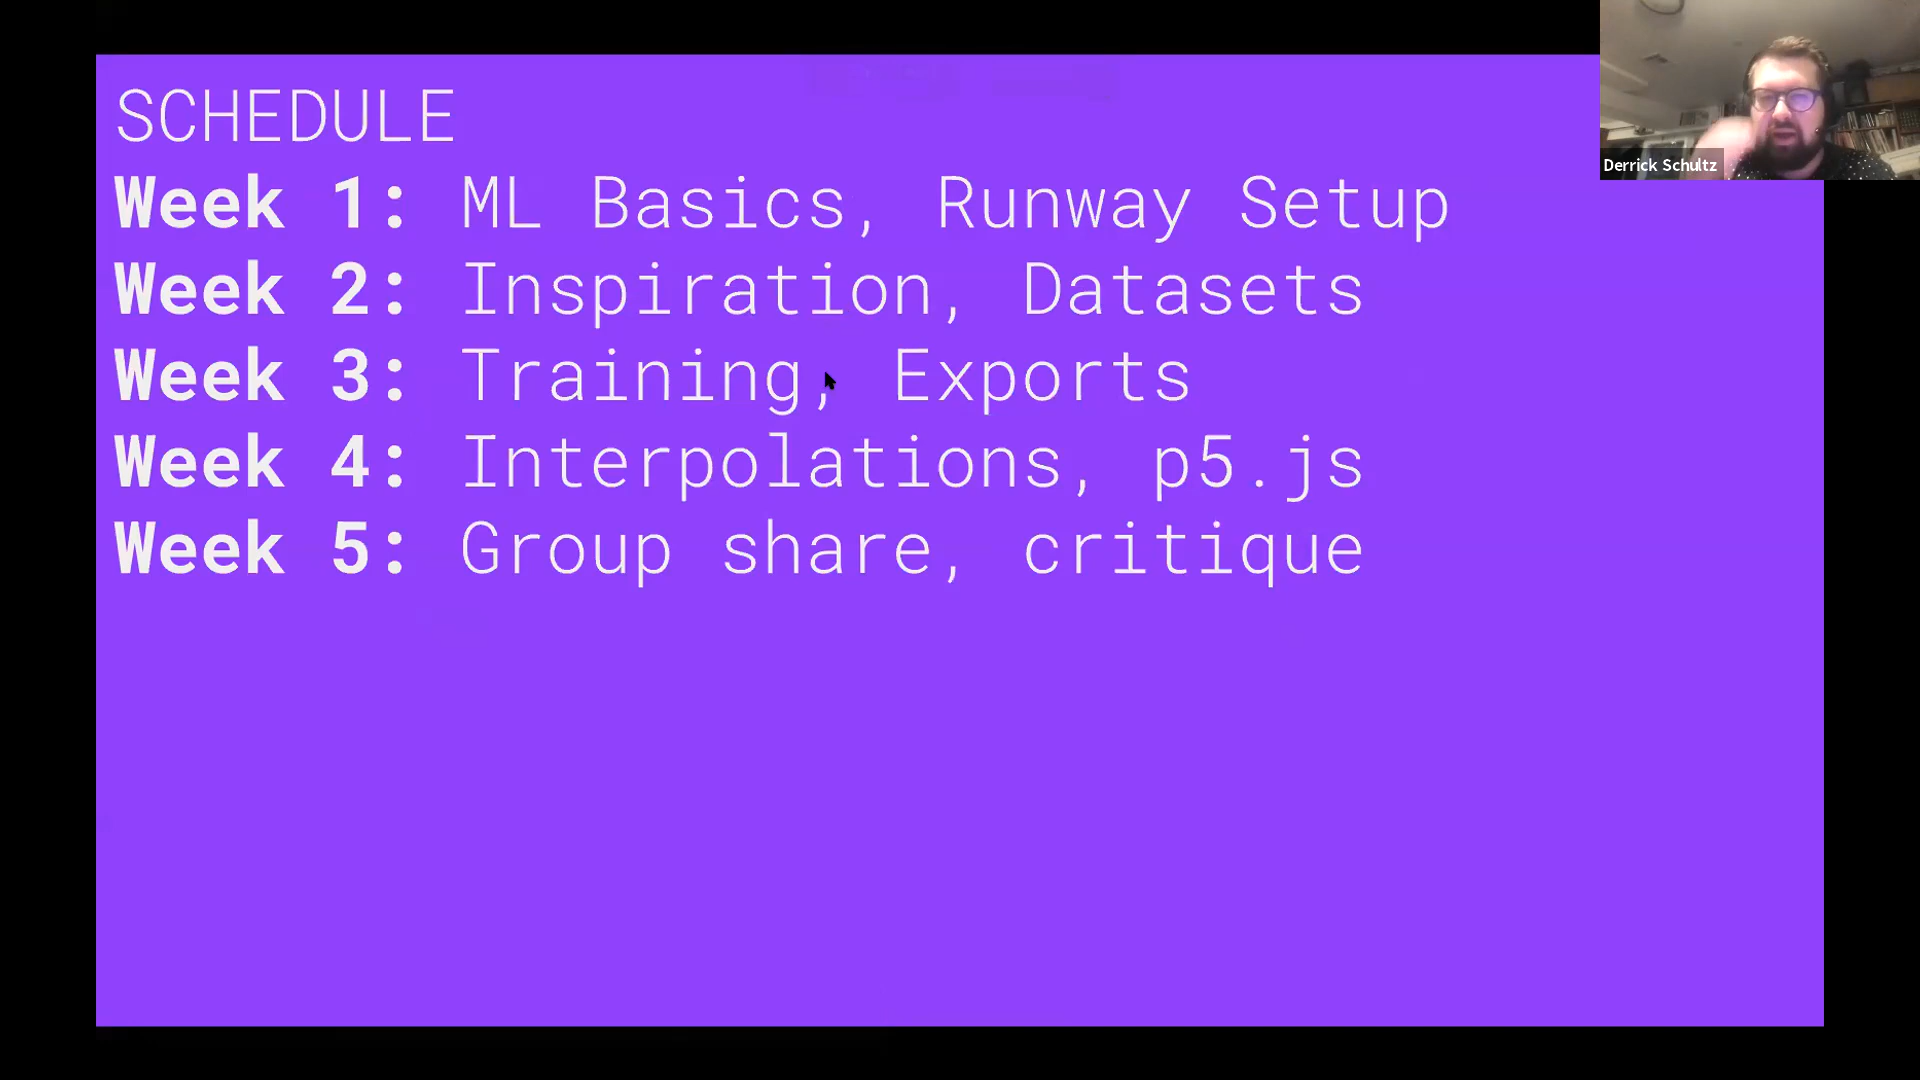 SCHEDULE
Week 1: ML Basics, Runway Setup
Week 2: Inspiration, Datasets
Week 3: Training, Exports
Week 4: Interpolations, p5.js
Week 5: Group share, critique
Derrick Schultz